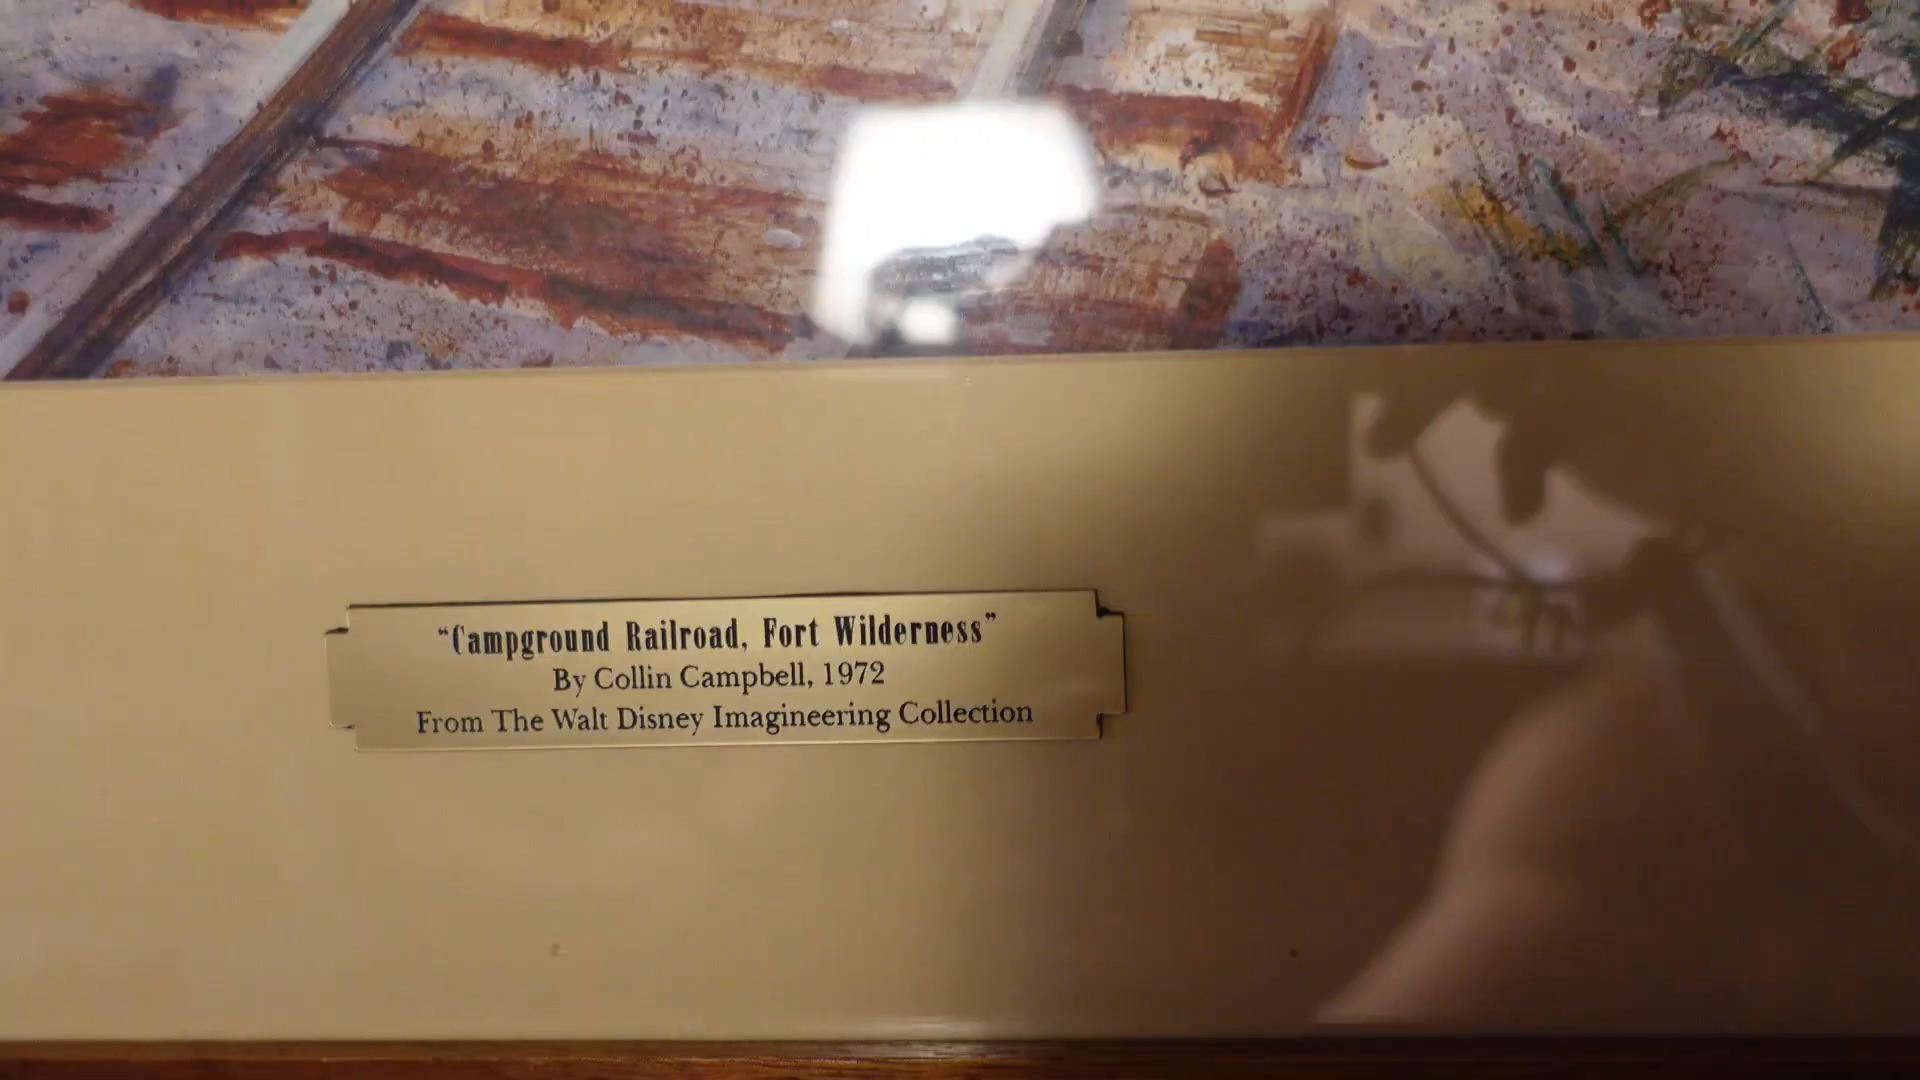 “Campground Railroad, Fort Wilderness”
By Collin Campbell, 1972
From The Walt Disney Imagineering Collection